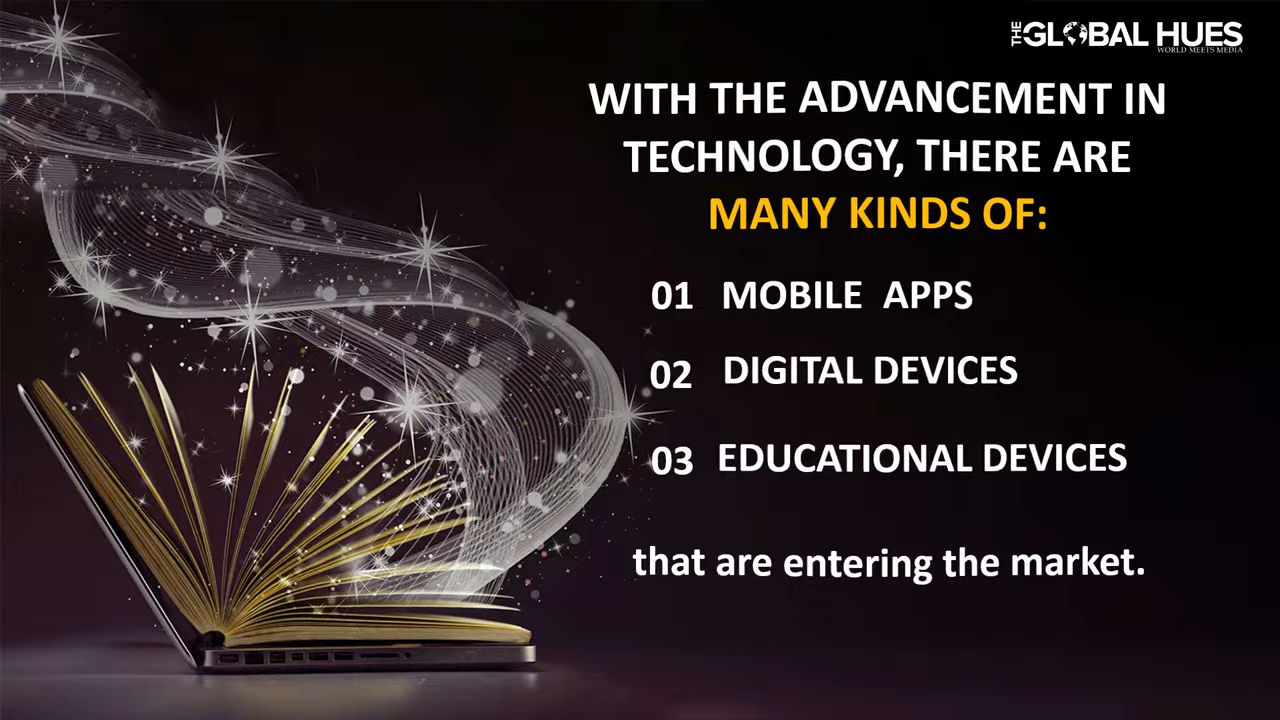 THE GLOBAL HUES
WORLD MEETS MEDIA
WITH THE ADVANCEMENT IN
TECHNOLOGY, THERE ARE
MANY KINDS OF:
01 MOBILE APPS
02 DIGITAL DEVICES
03 EDUCATIONAL DEVICES
that are entering the market.